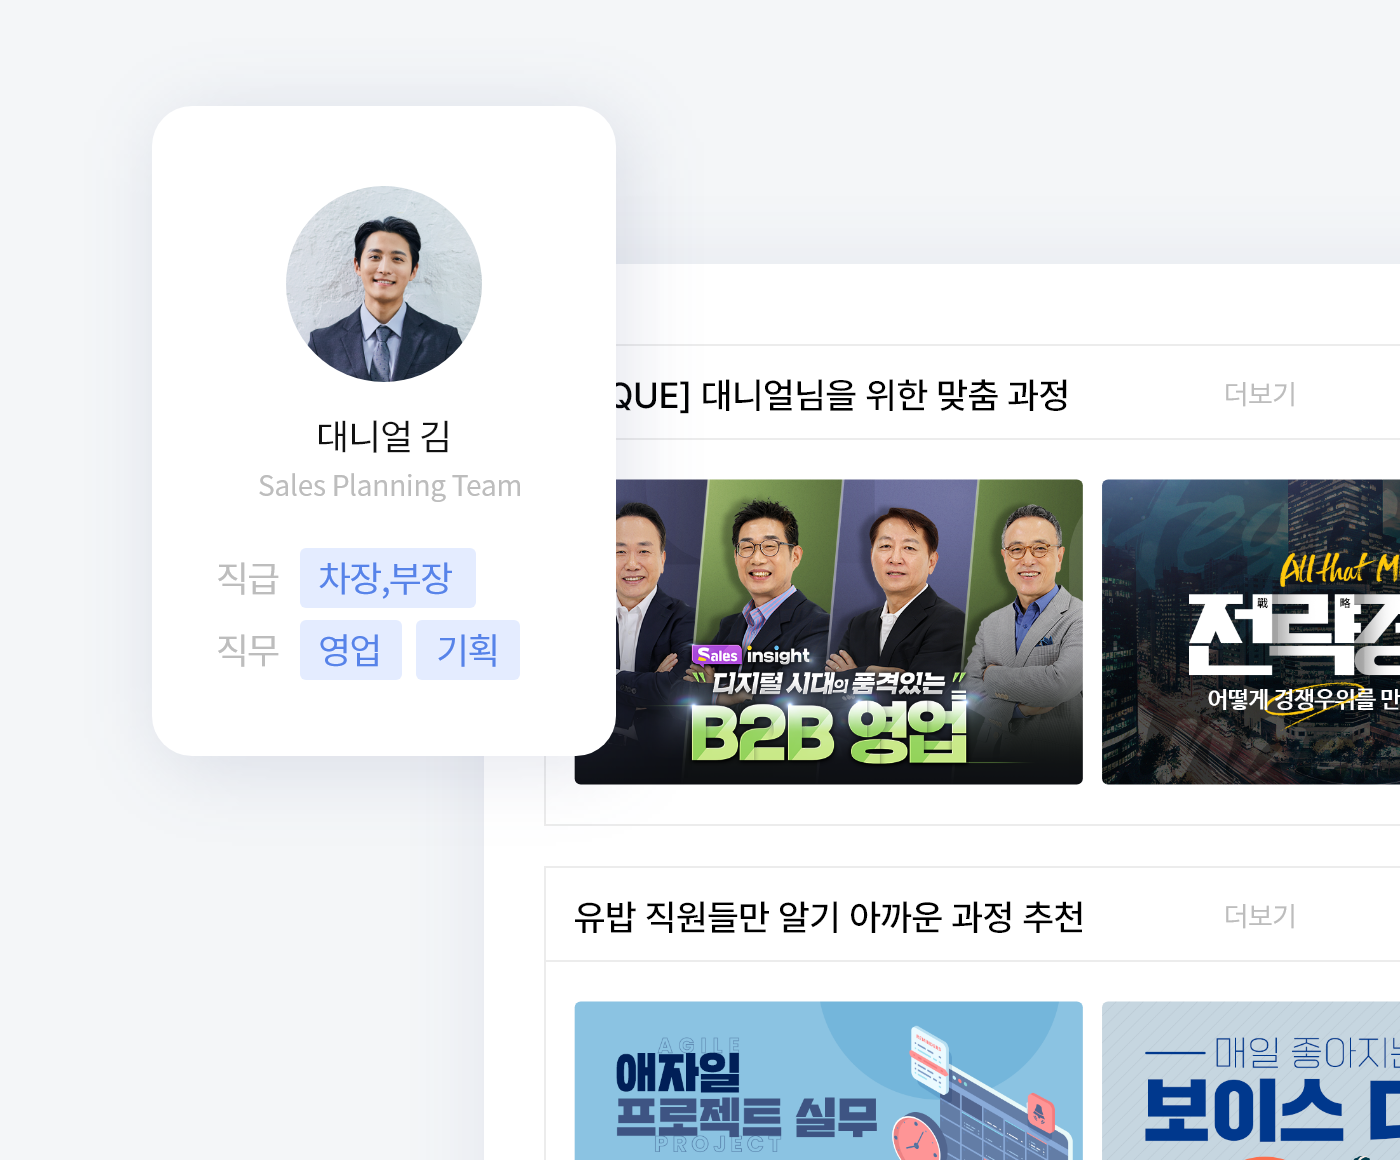 대니얼 김
Sales Planning Team
직급 차장,부장
직무 영업 기획
QUE] 대니얼님을 위한 맞춤 과정 더보기
Sales insight
" 디지털 시대의 품격있는 "
B2B 영업
All that M
전략경
戰 略
어떻게 경쟁우위를 만
유밥 직원들만 알기 아까운 과정 추천 더보기
AGILE
애자일
프로젝트 실무
PROJECT
매일 좋아지는
보이스